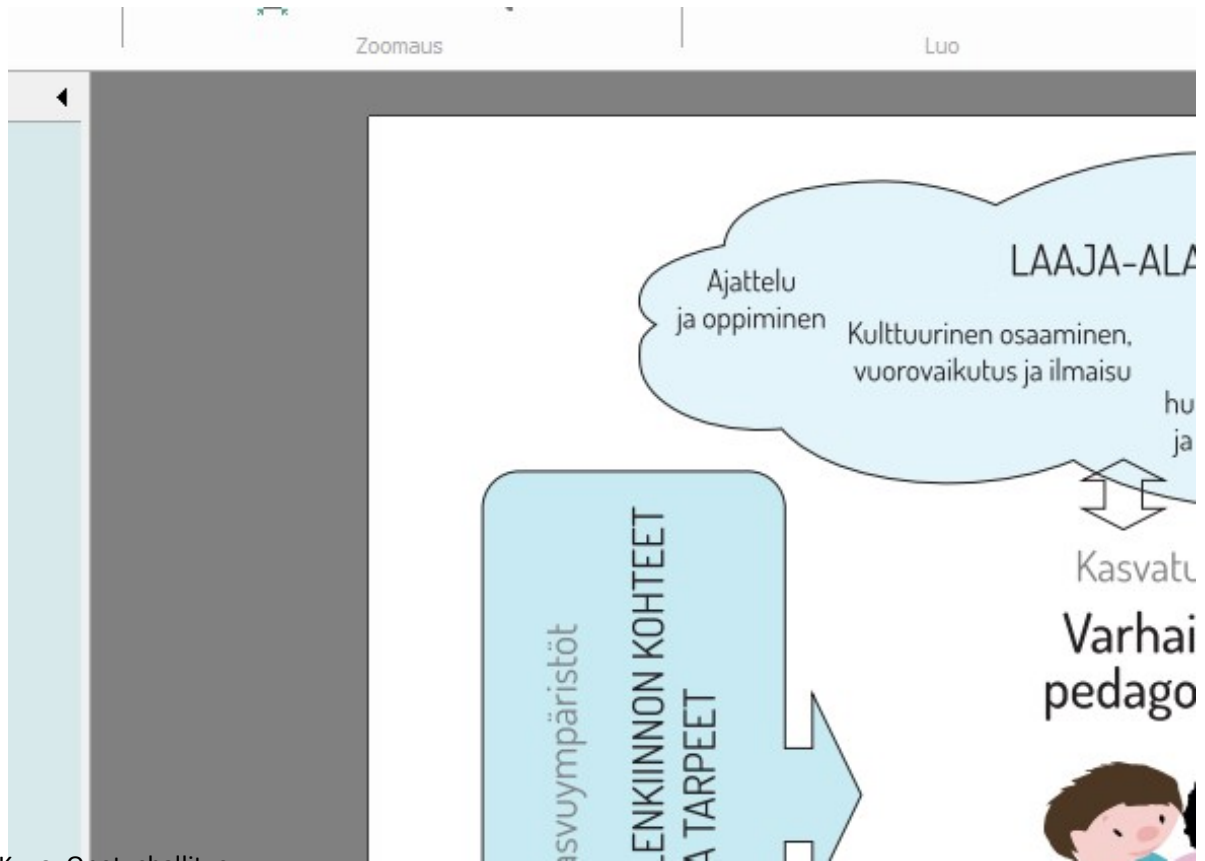 Zoomaus
Luo
LAAJA-ALA
Ajattelu
ja oppiminen
Kulttuurinen osaaminen,
vuorovaikutus ja ilmaisu
hu
ja
Kasvatu
Varhai
pedago
asvuympäristöt
LENKIINNON KOHTEET
A TARPEET